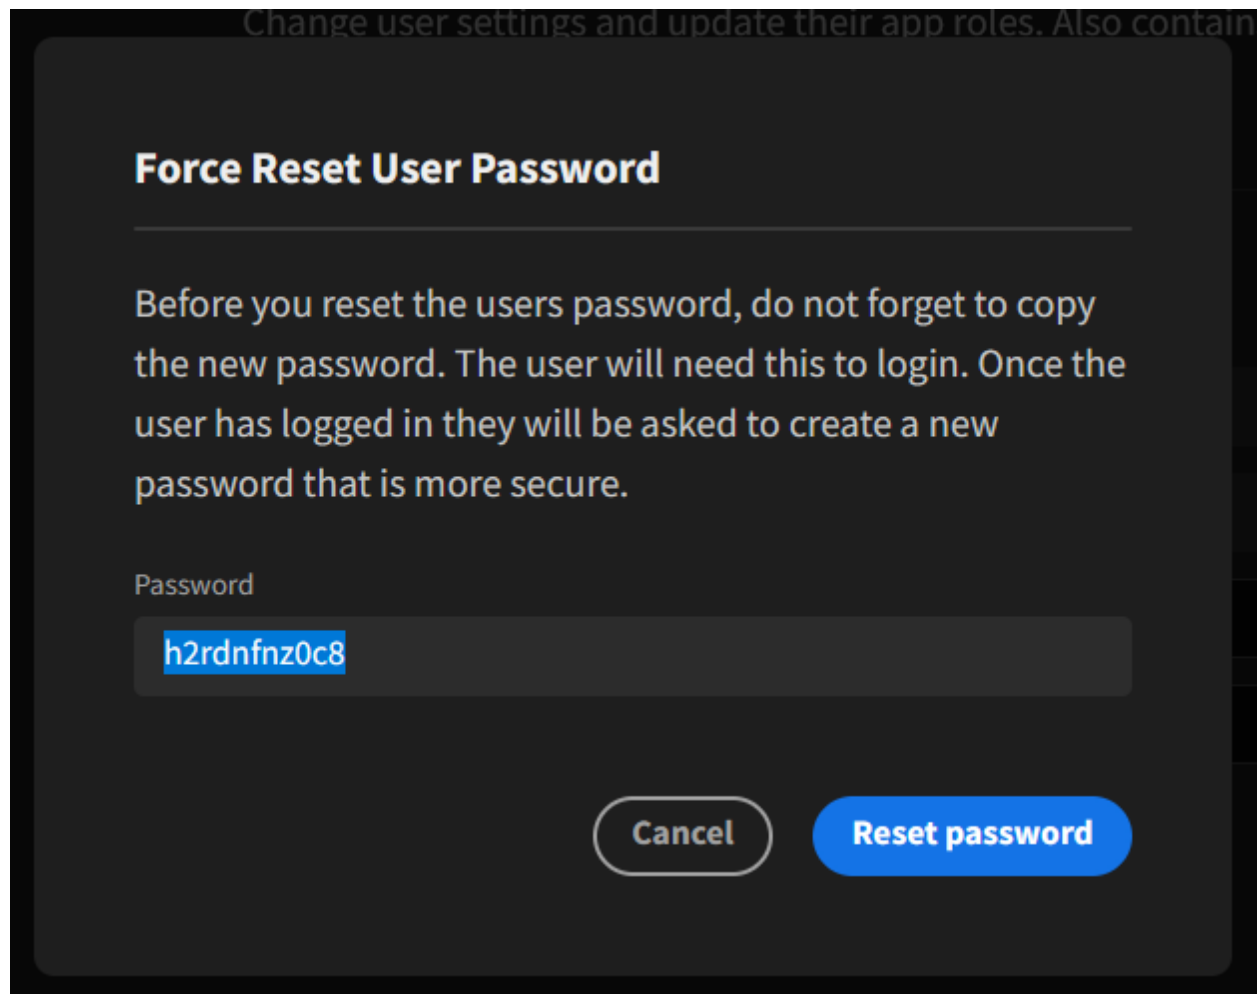 Change user settings and update their app roles. Also contain
Force Reset User Password
Before you reset the users password, do not forget to copy
the new password. The user will need this to login. Once the
user has logged in they will be asked to create a new
password that is more secure.
Password
h2rdnfnz0c8
Cancel
Reset password